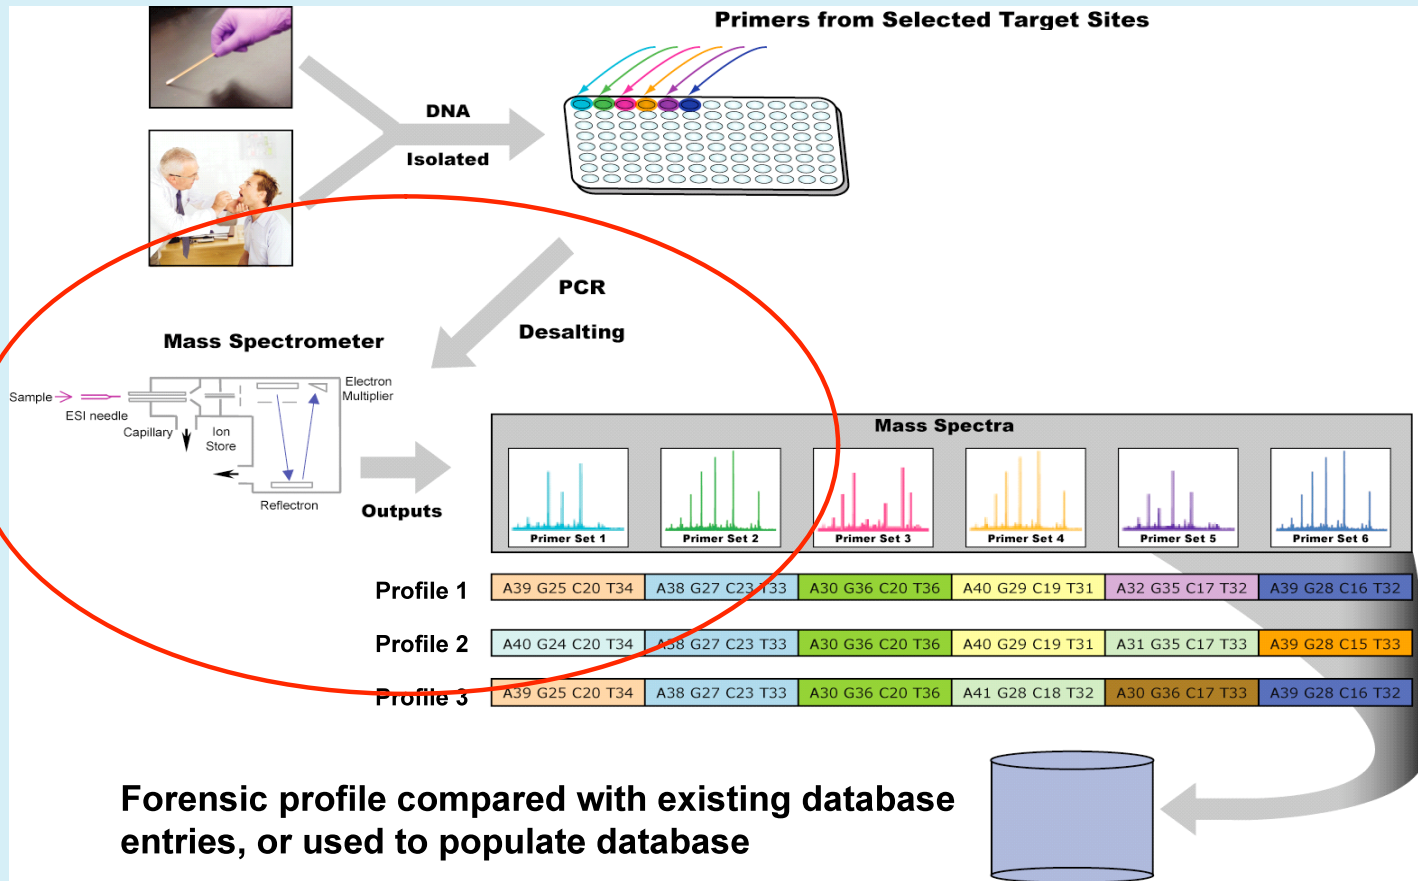 Primers from Selected Target Sites
DNA
Isolated
PCR
Desalting
Mass Spectrometer
Sample
ESI needle
Capillary
Ion
Store
Electron
Multiplier
Reflectron
Outputs
Mass Spectra
Primer Set 1
Primer Set 2
Primer Set 3
Primer Set 4
Primer Set 5
Primer Set 6
Profile 1 A39 G25 C20 T34 A38 G27 C23 T33 A30 G36 C20 T36 A40 G29 C19 T31 A32 G35 C17 T32 A39 G28 C16 T32
Profile 2 A40 G24 C20 T34 A38 G27 C23 T33 A30 G36 C20 T36 A40 G29 C19 T31 A31 G35 C17 T33 A39 G28 C15 T33
Profile 3 A39 G25 C20 T34 A38 G27 C23 T33 A30 G36 C20 T36 A41 G28 C18 T32 A30 G36 C17 T33 A39 G28 C16 T32
Forensic profile compared with existing database
entries, or used to populate database